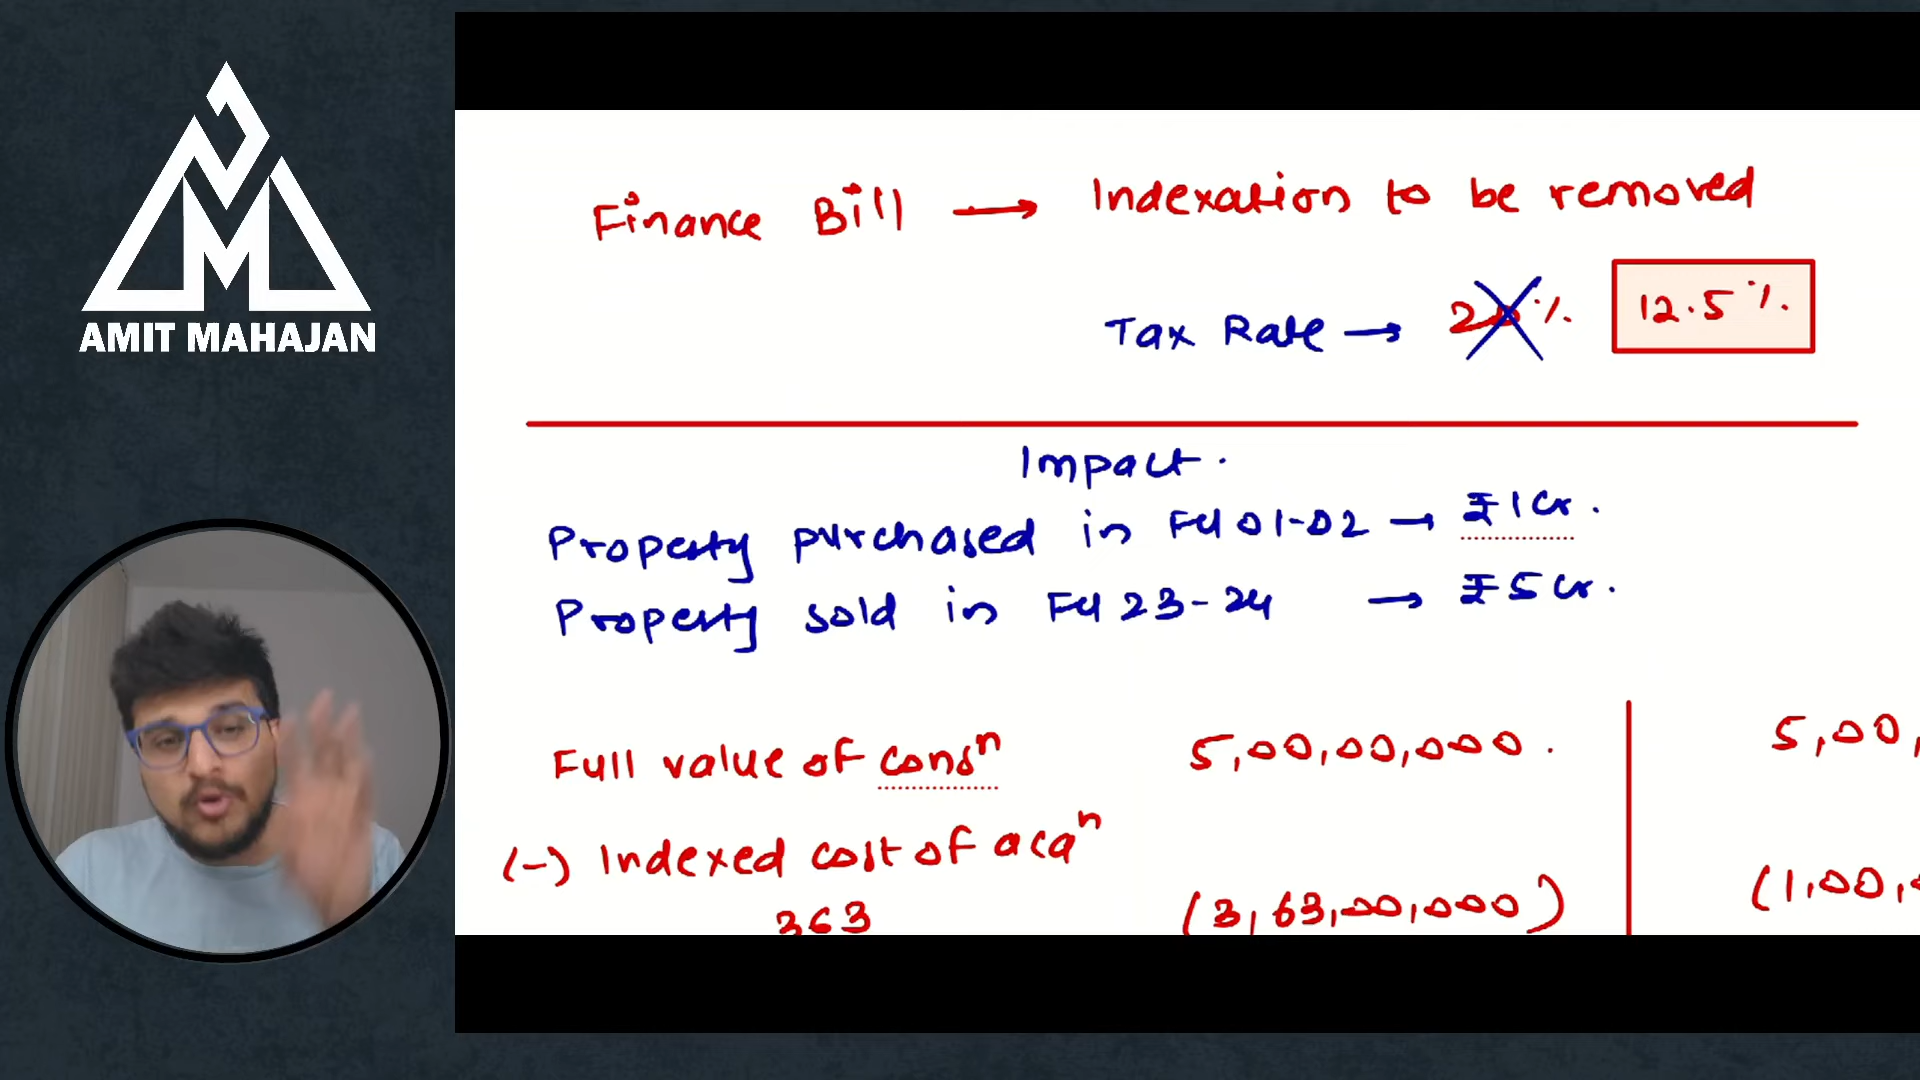 AMIT MAHAJAN
Finance Bill → Indexation to be removed
Tax Rate → 20% 12.5%
Impact.
Property purchased in FY 01-02 → ₹1 cr.
Property sold in FY 23-24 → ₹5 cr.
Full value of consⁿ 5,00,00,000. 5,00,
(-) Indexed cost of acqⁿ
363 (3,63,00,000) (1,00,